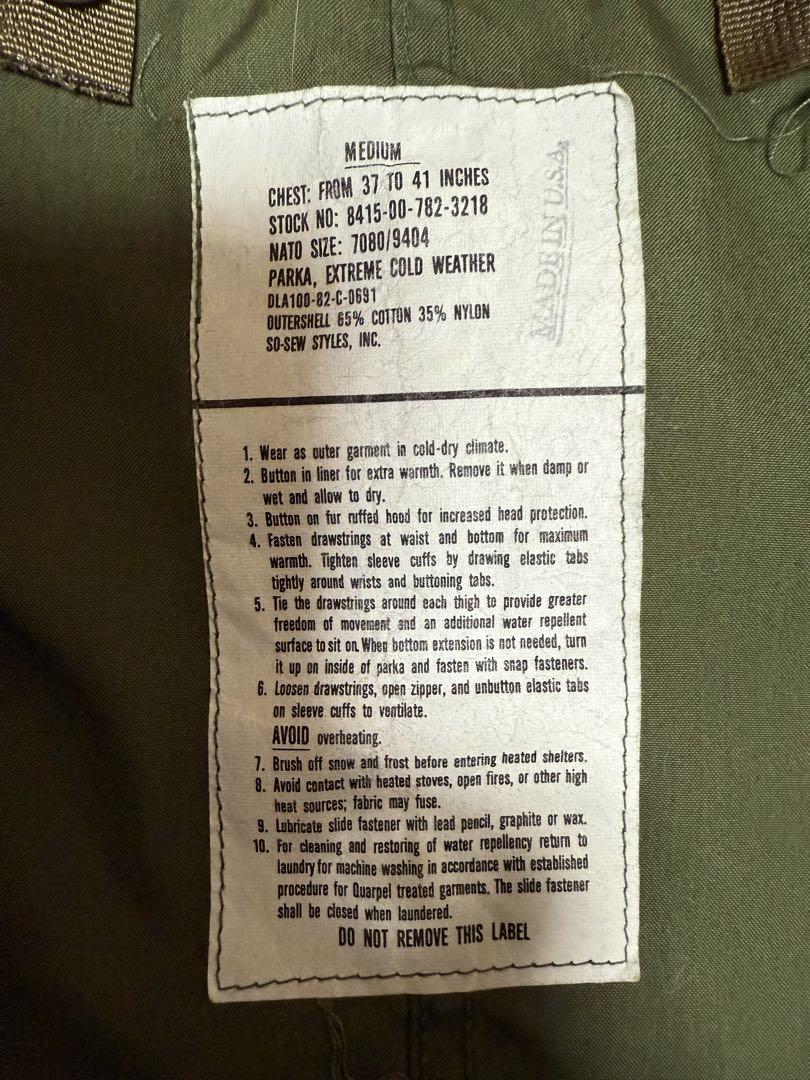 MEDIUM
CHEST: FROM 37 TO 41 INCHES
STOCK NO: 8415-00-782-3218
NATO SIZE: 7080/9404
PARKA, EXTREME COLD WEATHER
DLA100-82-C-0691
OUTERSHELL 65% COTTON 35% NYLON
SO-SEW STYLES, INC.
MADE IN U.S.A.
1. Wear as outer garment in cold-dry climate.
2. Button in liner for extra warmth. Remove it when damp or
wet and allow to dry.
3. Button on fur ruffed hood for increased head protection.
4. Fasten drawstrings at waist and bottom for maximum
warmth. Tighten sleeve cuffs by drawing elastic tabs
tightly around wrists and buttoning tabs.
5. Tie the drawstrings around each thigh to provide greater
freedom of movement and an additional water repellent
surface to sit on. When bottom extension is not needed, turn
it up on inside of parka and fasten with snap fasteners.
6. Loosen drawstrings, open zipper, and unbutton elastic tabs
on sleeve cuffs to ventilate.
AVOID overheating.
7. Brush off snow and frost before entering heated shelters.
8. Avoid contact with heated stoves, open fires, or other high
heat sources; fabric may fuse.
9. Lubricate slide fastener with lead pencil, graphite or wax.
10. For cleaning and restoring of water repellency return to
laundry for machine washing in accordance with established
procedure for Quarpel treated garments. The slide fastener
shall be closed when laundered.
DO NOT REMOVE THIS LABEL